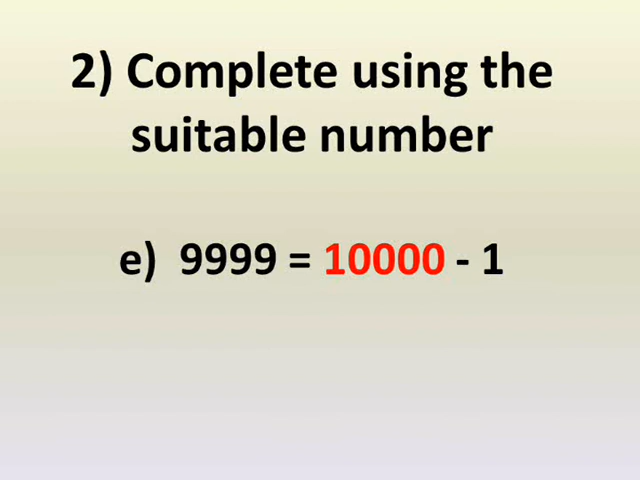 2) Complete using the
suitable number
e) 9999 = 10000 - 1